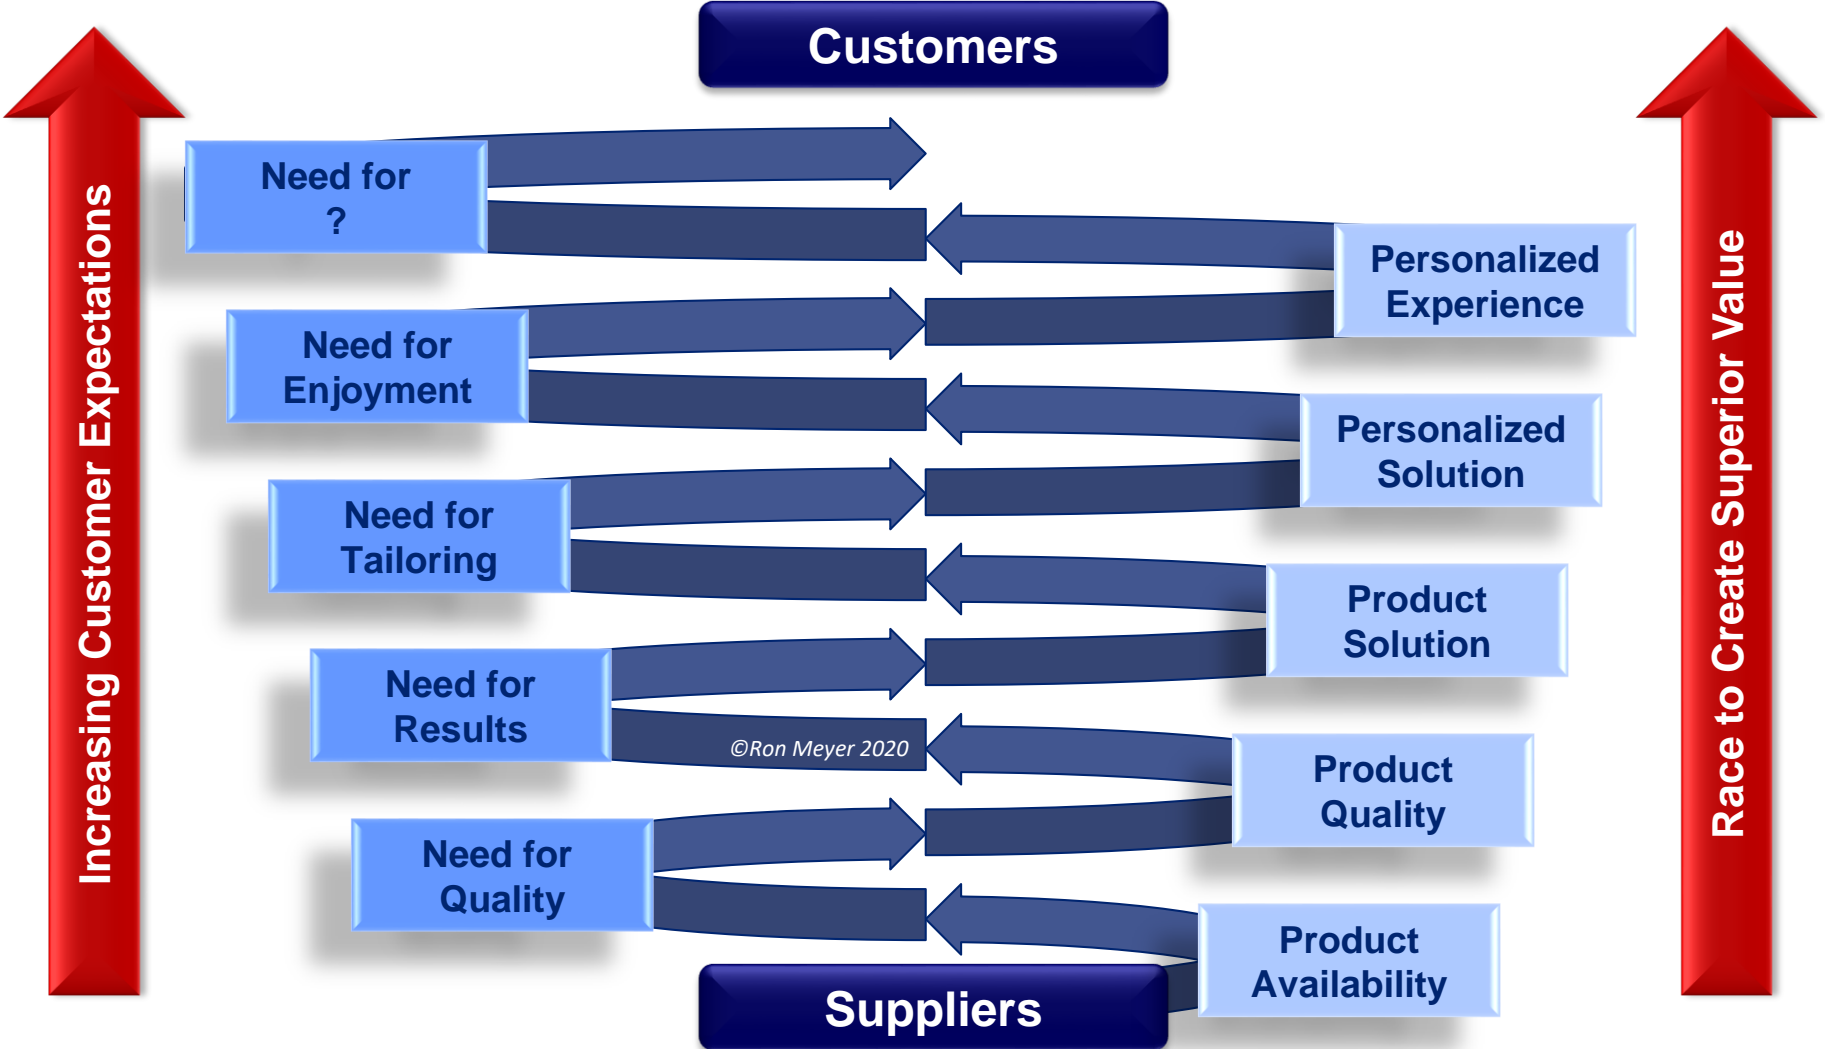 Customers
Increasing Customer Expectations
Race to Create Superior Value
Need for
?
Personalized
Experience
Need for
Enjoyment
Personalized
Solution
Need for
Tailoring
Product
Solution
Need for
Results
©Ron Meyer 2020
Product
Quality
Need for
Quality
Product
Availability
Suppliers